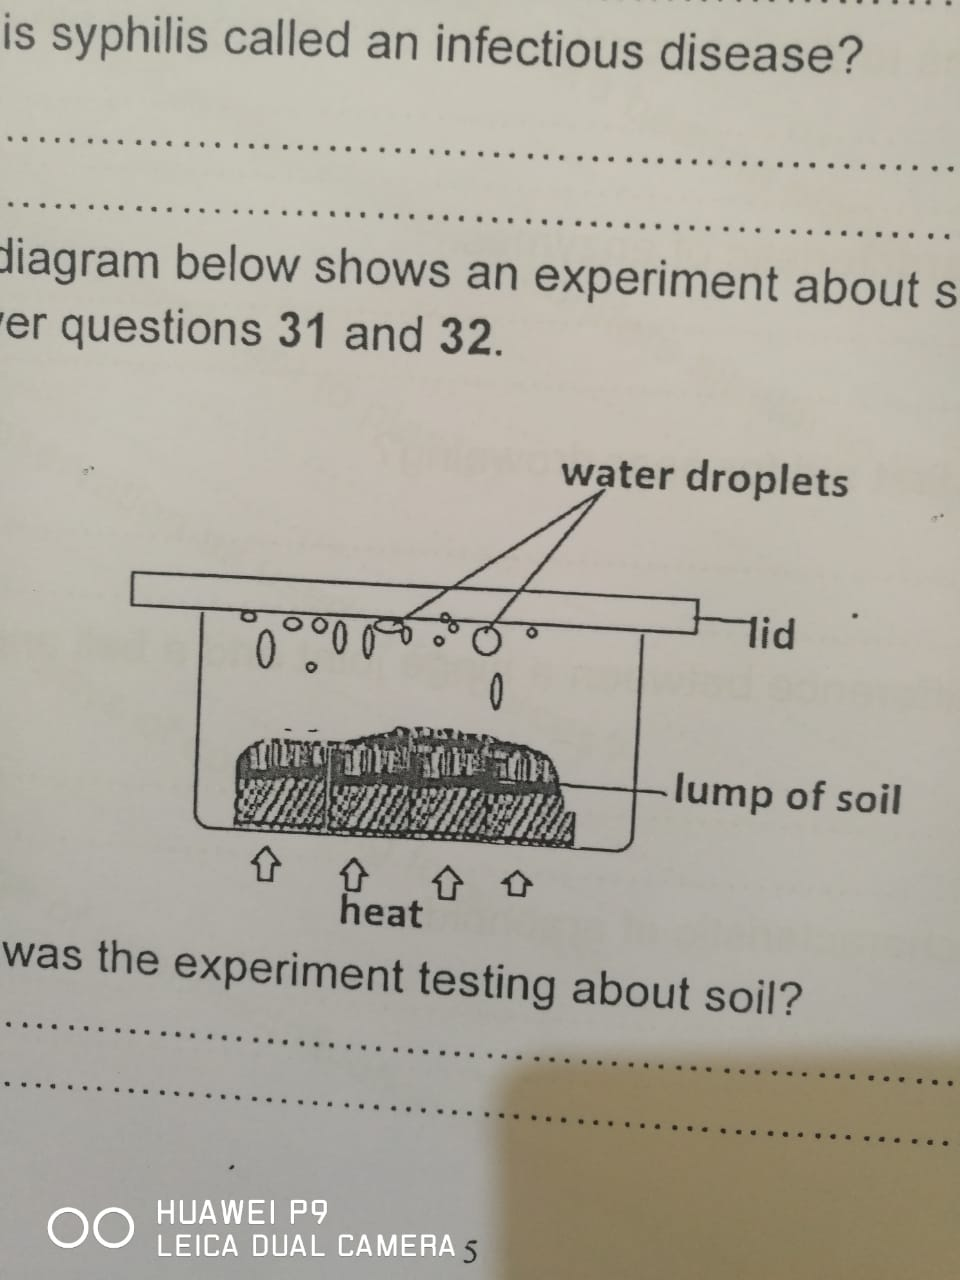 is syphilis called an infectious disease?
diagram below shows an experiment about s
er questions 31 and 32.
water droplets
lid
lump of soil
heat
was the experiment testing about soil?
HUAWEI P9
LEICA DUAL CAMERA 5